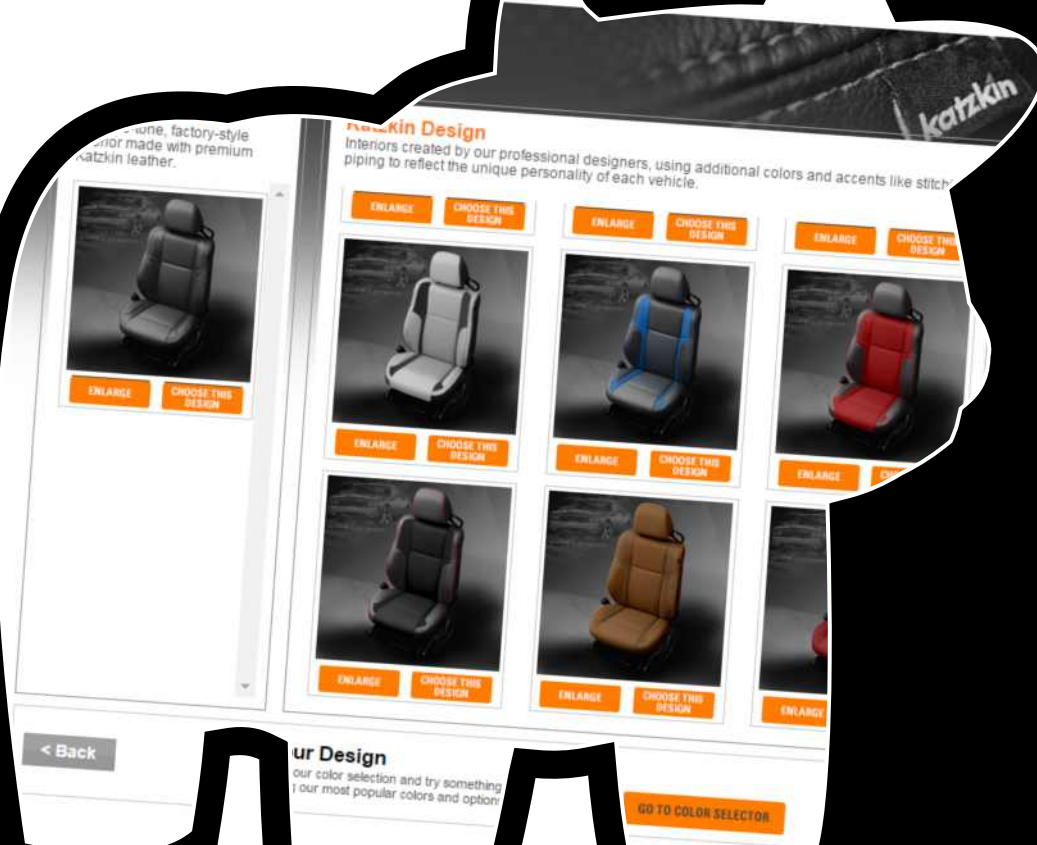 katzkin
factory-style
made with premium
Katzkin leather.
ENLARGE
CHOOSE THIS
DESIGN
Katzkin Design
Interiors created by our professional designers, using additional colors and accents like
piping to reflect the unique personality of each vehicle.
ENLARGE
CHOOSE THIS
DESIGN
ENLARGE
CHOOSE THIS
DESIGN
ENLARGE
CHOOSE THIS
DESIGN
ENLARGE
CHOOSE THIS
DESIGN
ENLARGE
CHOOSE THIS
DESIGN
ENLARGE
ENLARGE
CHOOSE THIS
DESIGN
ENLARGE
CHOOSE THIS
DESIGN
ENLARGE
< Back
Design
our color selection and try something
our most popular colors and
GO TO COLOR SELECTOR